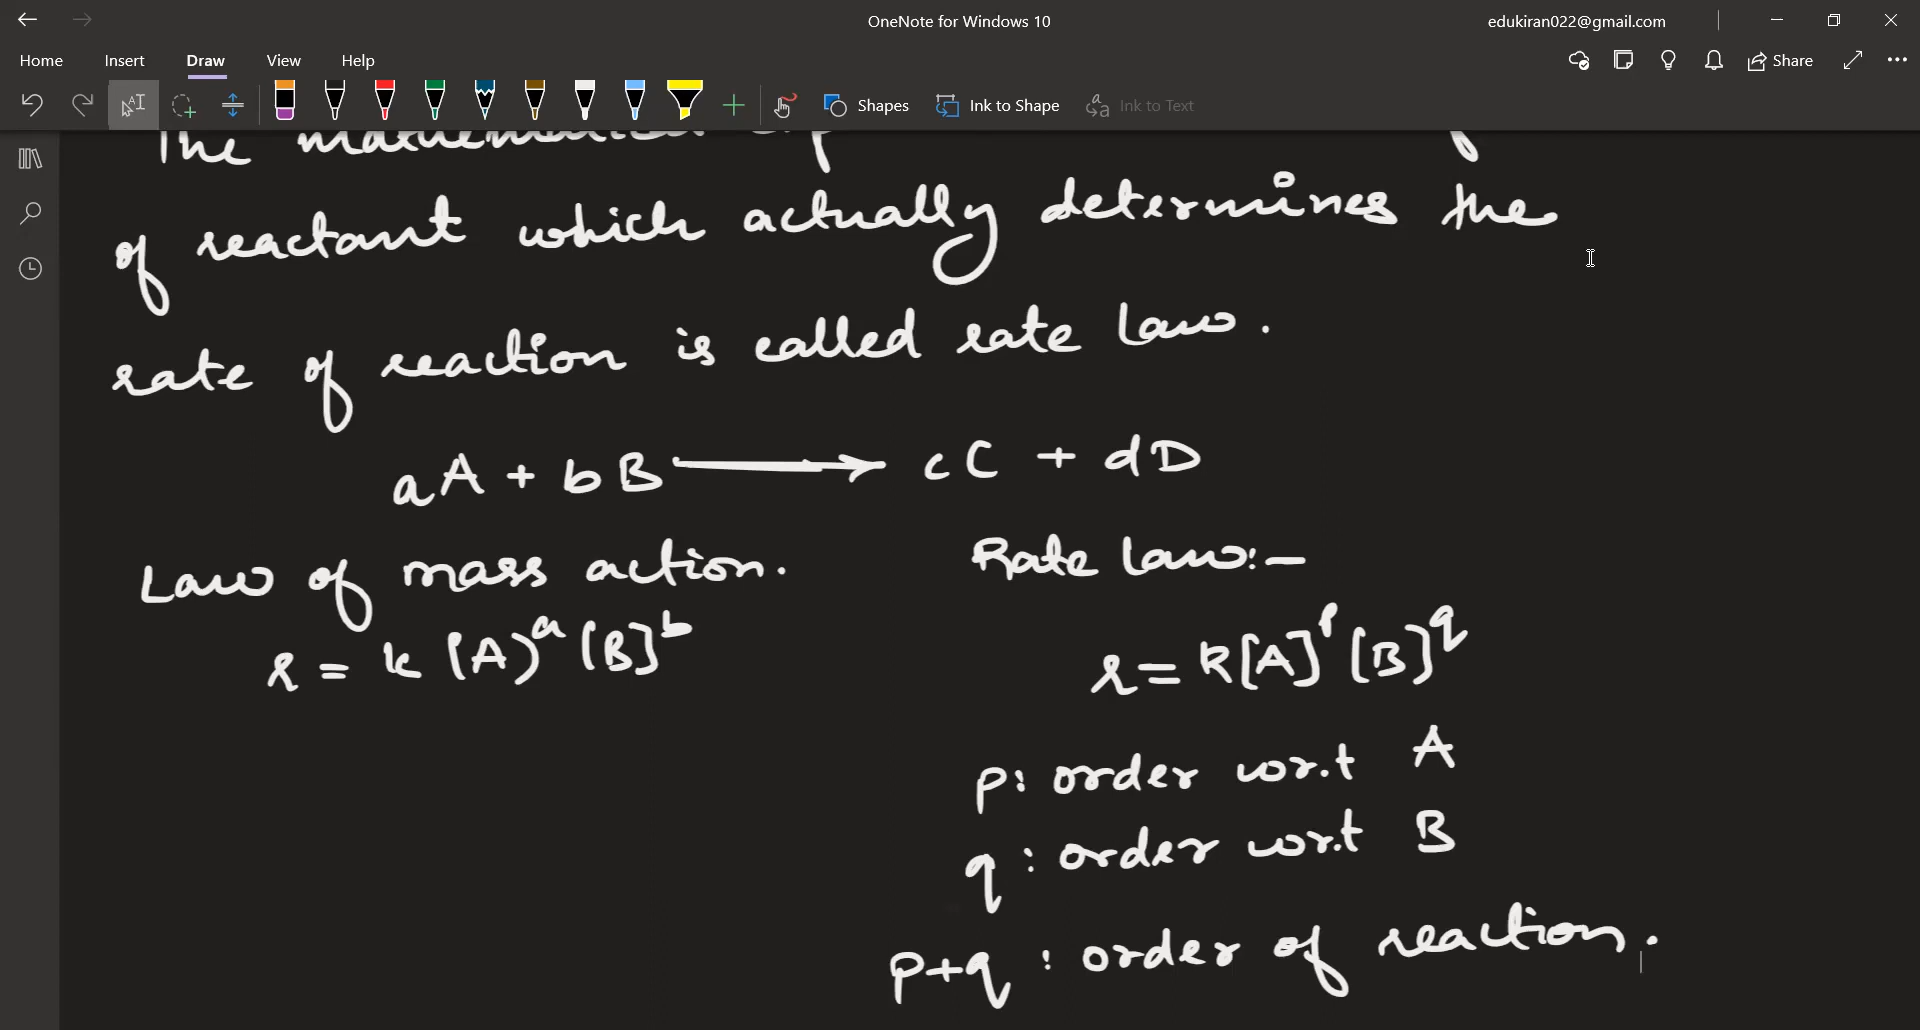 OneNote for Windows 10
edukiran022@gmail.com
Home Insert Draw View Help
Share
Shapes Ink to Shape Ink to Text
The mathematical
of reactant which actually determines the
rate of reaction is called rate law.
aA + bB ⟶ cC + dD
Law of mass action.
r = k [A)^a [B]^b
Rate law:-
r = k[A]^p [B]^q
p: order w.r.t A
q: order w.r.t B
p+q : order of reaction.